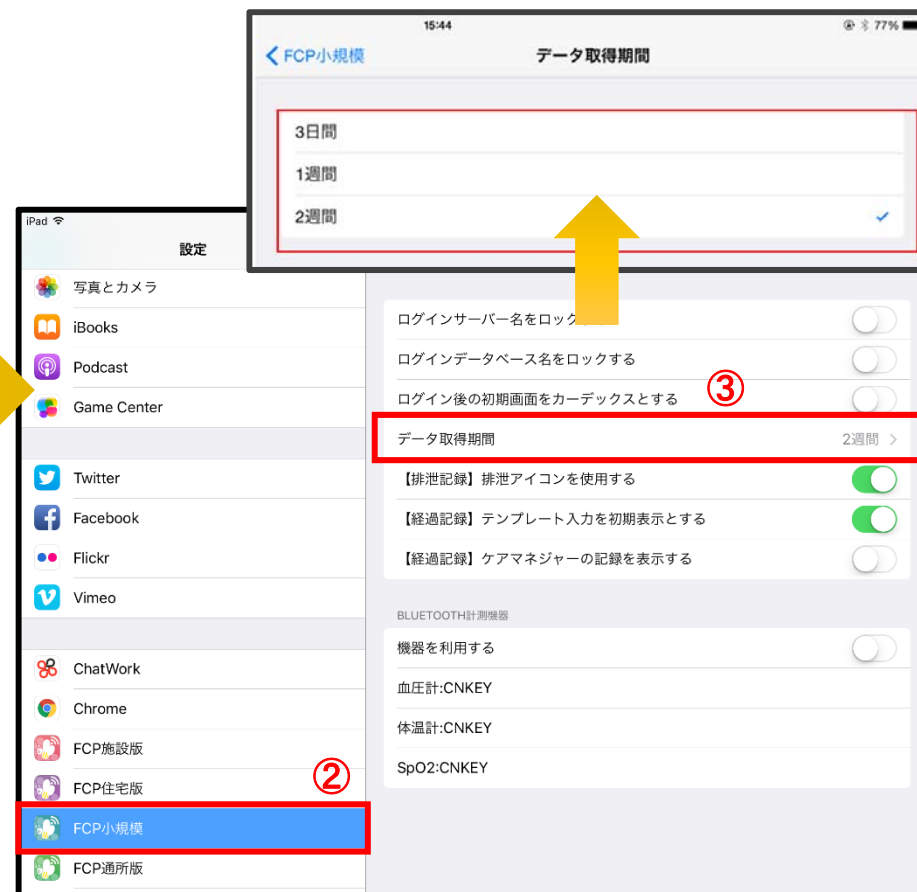 15:44
77%
FCP小規模
データ取得期間
3日間
1週間
2週間
iPad
設定
写真とカメラ
iBooks
Podcast
Game Center
Twitter
Facebook
Flickr
Vimeo
ChatWork
Chrome
FCP施設版
FCP住宅版
②
FCP小規模
FCP通所版
ログインサーバー名をロック
ログインデータベース名をロックする
ログイン後の初期画面をカーデックスとする
③
データ取得期間 2週間 >
【排泄記録】排泄アイコンを使用する
【経過記録】テンプレート入力を初期表示とする
【経過記録】ケアマネジャーの記録を表示する
BLUETOOTH計測機器
機器を利用する
血圧計:CNKEY
体温計:CNKEY
SpO2:CNKEY